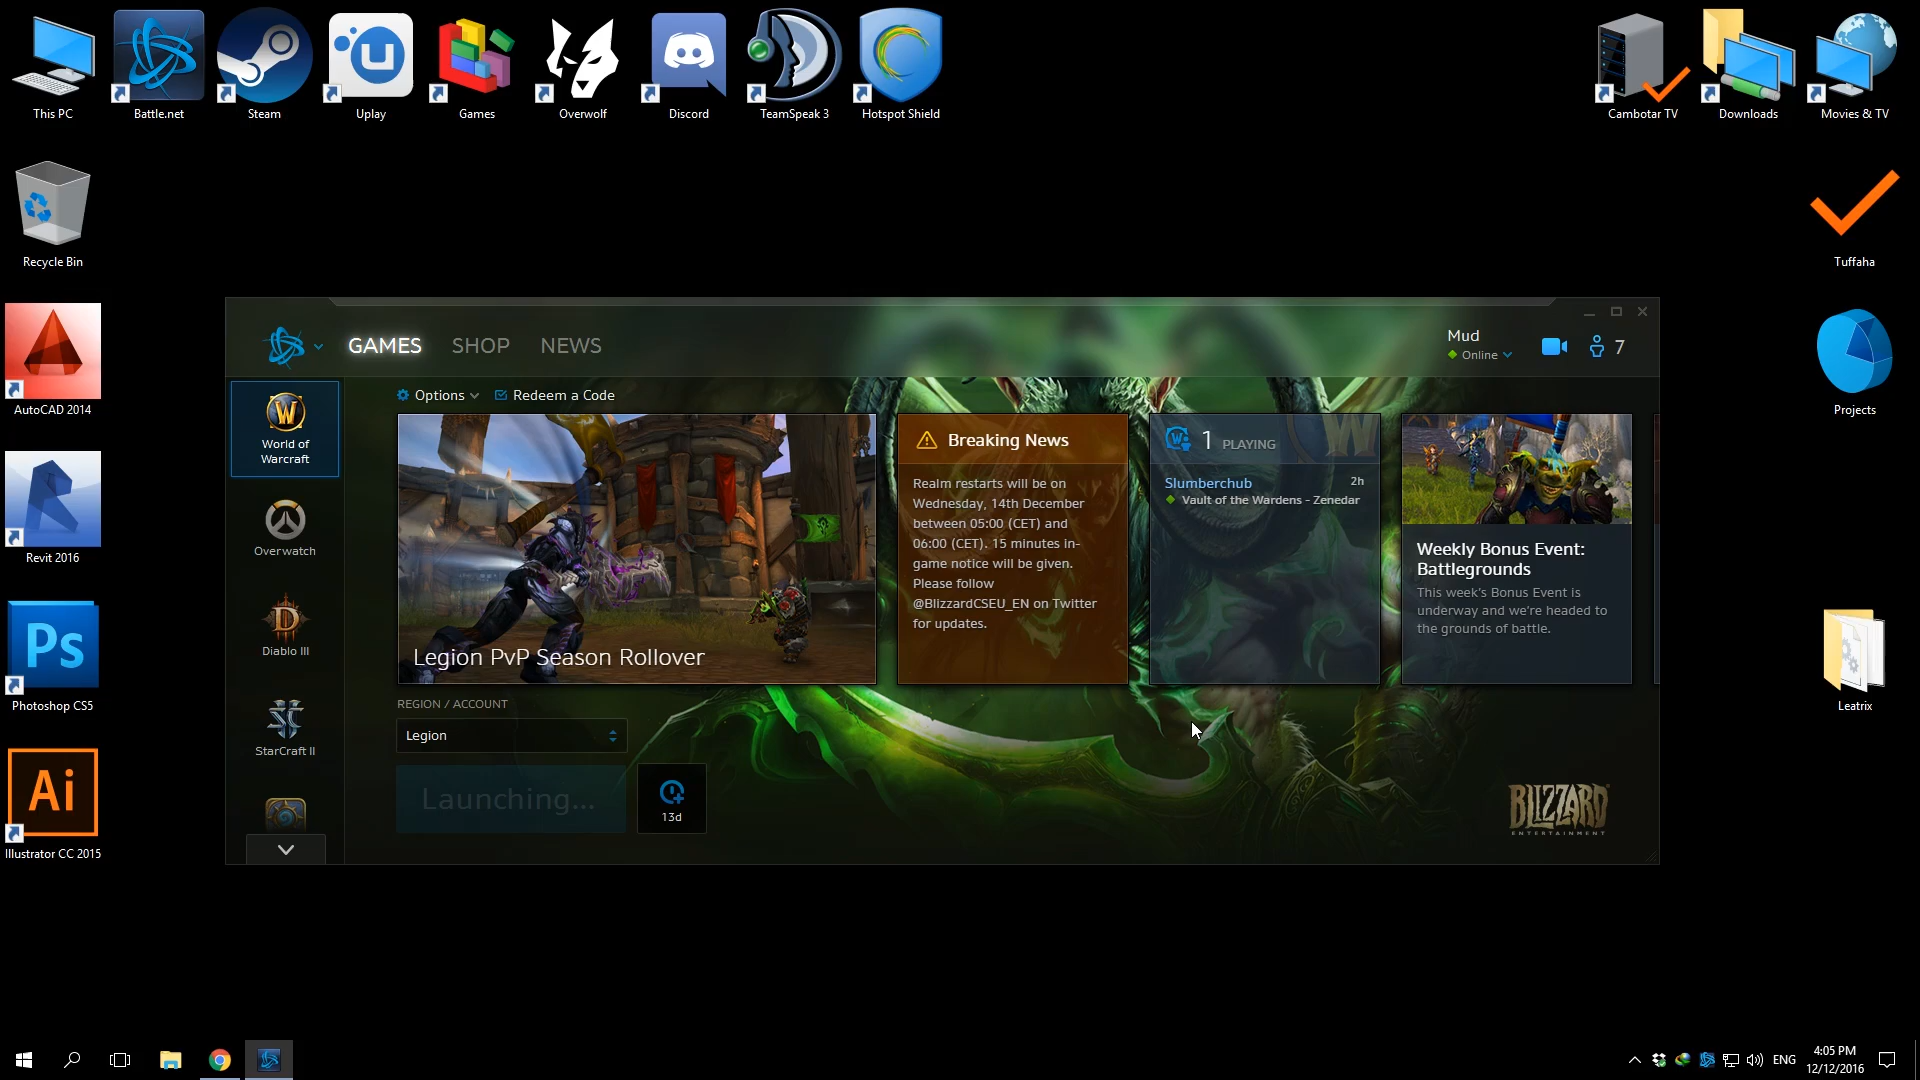 This PC
Battle.net
Steam
Uplay
Games
Overwolf
Discord
TeamSpeak 3
Hotspot Shield
Cambotar TV
Downloads
Movies & TV
Recycle Bin
Tuffaha
AutoCAD 2014
Projects
Revit 2016
Ps
Photoshop CS5
Leatrix
Ai
Illustrator CC 2015
GAMES
SHOP
NEWS
Mud
Online
7
World of
Warcraft
Overwatch
Diablo III
StarCraft II
Options
Redeem a Code
Legion PvP Season Rollover
Breaking News
Realm restarts will be on
Wednesday, 14th December
between 05:00 (CET) and
06:00 (CET). 15 minutes in-
game notice will be given.
Please follow
@BlizzardCSEU_EN on Twitter
for updates.
1 PLAYING
Slumberchub 2h
Vault of the Wardens - Zenedar
Weekly Bonus Event:
Battlegrounds
This week's Bonus Event is
underway and we're headed to
the grounds of battle.
REGION / ACCOUNT
Legion
Launching...
13d
BLIZZARD
ENTERTAINMENT
ENG
4:05 PM
12/12/2016